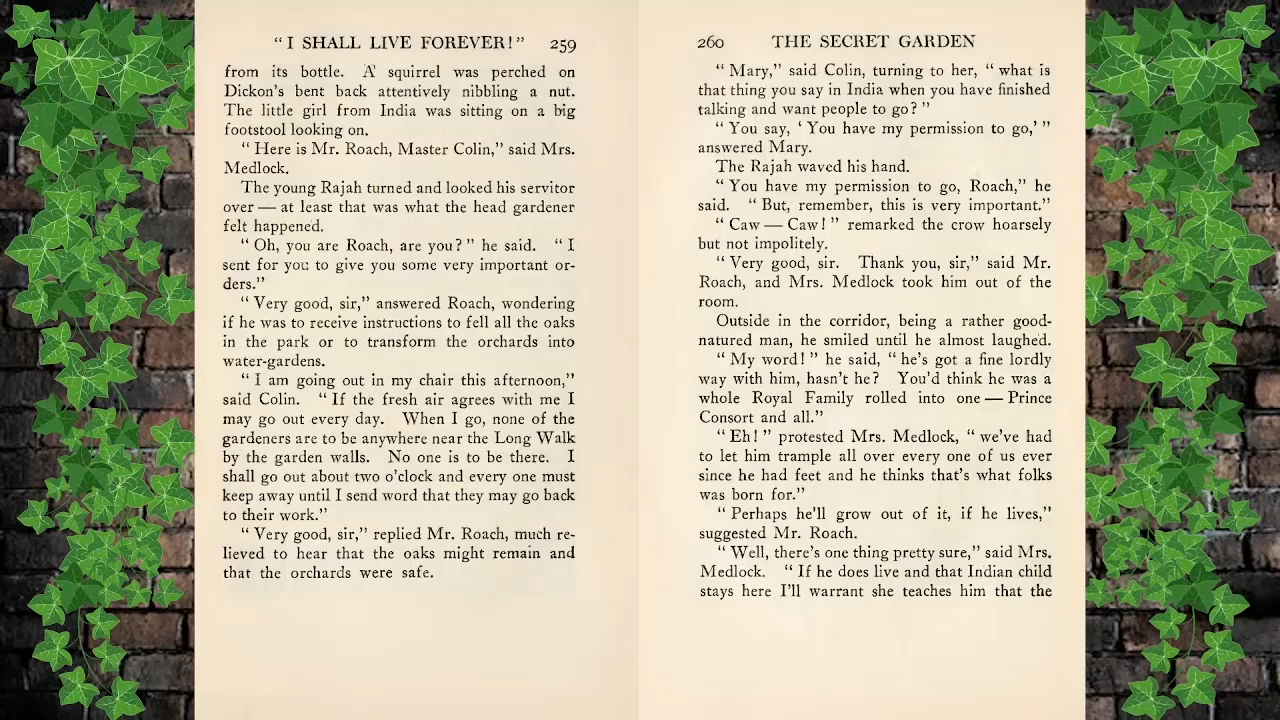 "I SHALL LIVE FOREVER!" 259
from its bottle. A squirrel was perched on
Dickon's bent back attentively nibbling a nut.
The little girl from India was sitting on a big
footstool looking on.
"Here is Mr. Roach, Master Colin," said Mrs.
Medlock.
The young Rajah turned and looked his servitor
over — at least that was what the head gardener
felt happened.
"Oh, you are Roach, are you?" he said. "I
sent for you to give you some very important or-
ders."
"Very good, sir," answered Roach, wondering
if he was to receive instructions to fell all the oaks
in the park or to transform the orchards into
water-gardens.
"I am going out in my chair this afternoon,"
said Colin. "If the fresh air agrees with me I
may go out every day. When I go, none of the
gardeners are to be anywhere near the Long Walk
by the garden walls. No one is to be there. I
shall go out about two o'clock and every one must
keep away until I send word that they may go back
to their work."
"Very good, sir," replied Mr. Roach, much re-
lieved to hear that the oaks might remain and
that the orchards were safe.
260 THE SECRET GARDEN
"Mary," said Colin, turning to her, "what is
that thing you say in India when you have finished
talking and want people to go?"
"You say, 'You have my permission to go,'"
answered Mary.
The Rajah waved his hand.
"You have my permission to go, Roach," he
said. "But, remember, this is very important."
"Caw — Caw!" remarked the crow hoarsely
but not impolitely.
"Very good, sir. Thank you, sir," said Mr.
Roach, and Mrs. Medlock took him out of the
room.
Outside in the corridor, being a rather good-
natured man, he smiled until he almost laughed.
"My word!" he said, "he's got a fine lordly
way with him, hasn't he? You'd think he was a
whole Royal Family rolled into one — Prince
Consort and all."
"Eh!" protested Mrs. Medlock, "we've had
to let him trample all over every one of us ever
since he had feet and he thinks that's what folks
was born for."
"Perhaps he'll grow out of it, if he lives,"
suggested Mr. Roach.
"Well, there's one thing pretty sure," said Mrs.
Medlock. "If he does live and that Indian child
stays here I'll warrant she teaches him that the